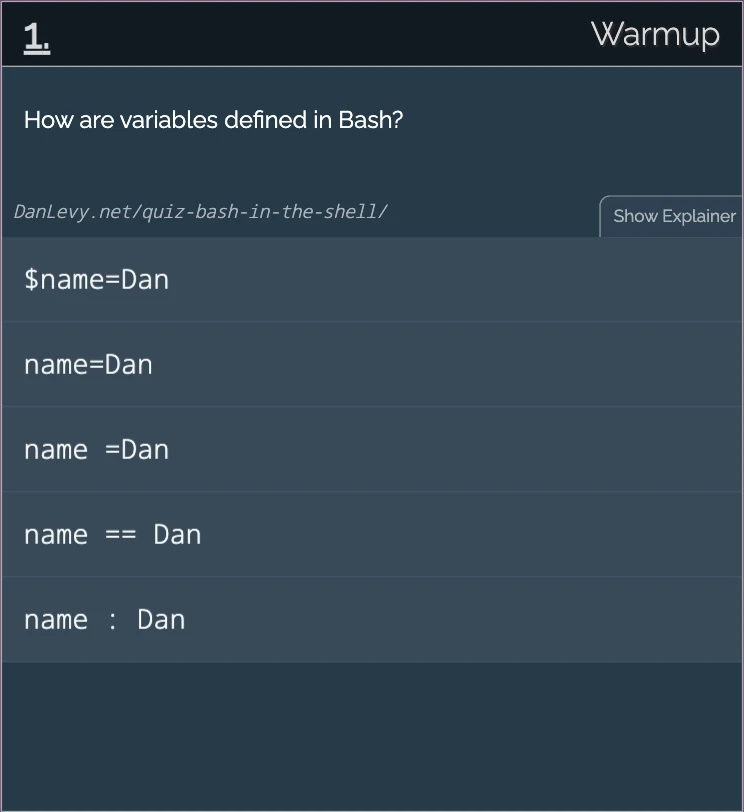 1.
Warmup
How are variables defined in Bash?
DanLevy.net/quiz-bash-in-the-shell/
Show Explainer
$name=Dan
name=Dan
name =Dan
name == Dan
name : Dan